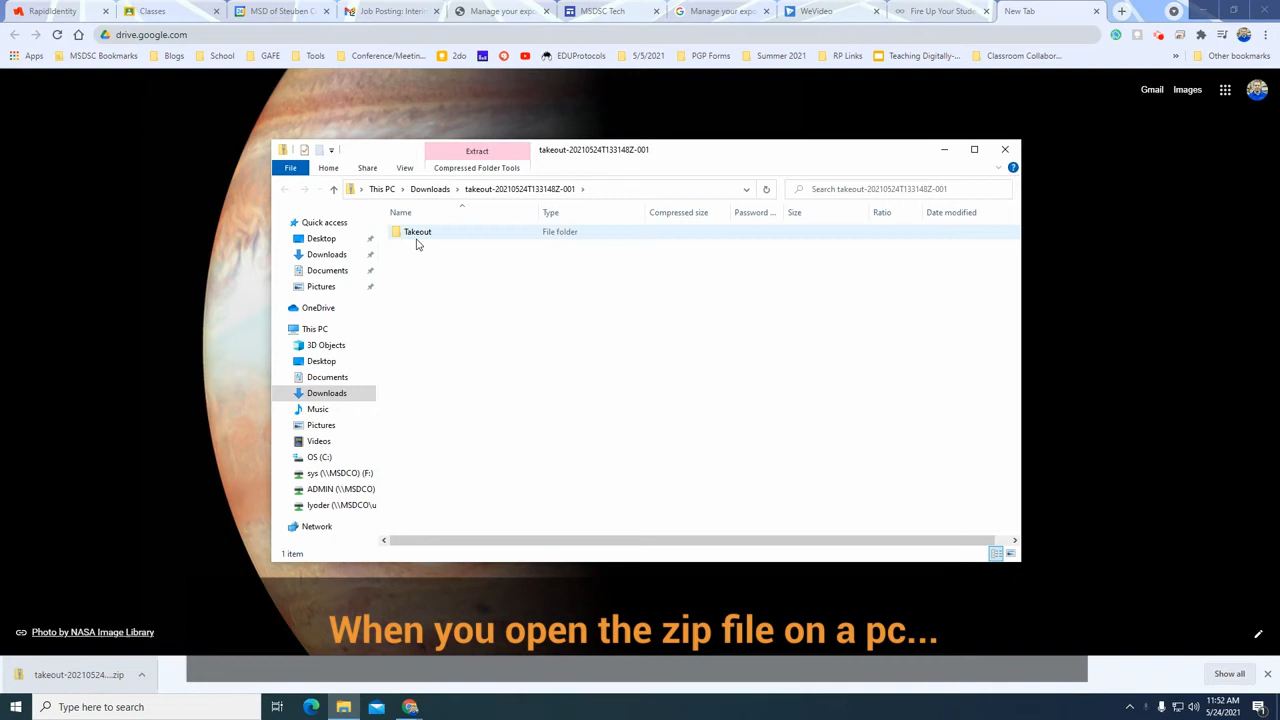 RapidIdentity
Classes
MSD of Steuben C
Job Posting: Interi
Manage your expe
MSDSC Tech
Manage your expe
WeVideo
Fire Up Your Stude
New Tab
drive.google.com
Apps
MSDSC Bookmarks
Blogs
School
GAFE
Tools
Conference/Meetin...
2do
EDUProtocols
5/5/2021
PGP Forms
Summer 2021
RP Links
Teaching Digitally-...
Classroom Collabor...
Other bookmarks
Gmail Images
Extract
takeout-20210524T133148Z-001
File
Home
Share
View
Compressed Folder Tools
This PC > Downloads > takeout-20210524T133148Z-001 >
Search takeout-20210524T133148Z-001
Name
Type
Compressed size
Password ...
Size
Ratio
Date modified
Takeout
File folder
Quick access
Desktop
Downloads
Documents
Pictures
OneDrive
This PC
3D Objects
Desktop
Documents
Downloads
Music
Pictures
Videos
OS (C:)
sys (\\MSDCO) (F:)
ADMIN (\\MSDCO)
lyoder (\\MSDCO\u
Network
1 item
When you open the zip file on a pc...
Photo by NASA Image Library
takeout-20210524....zip
Show all
Type here to search
11:52 AM
5/24/2021